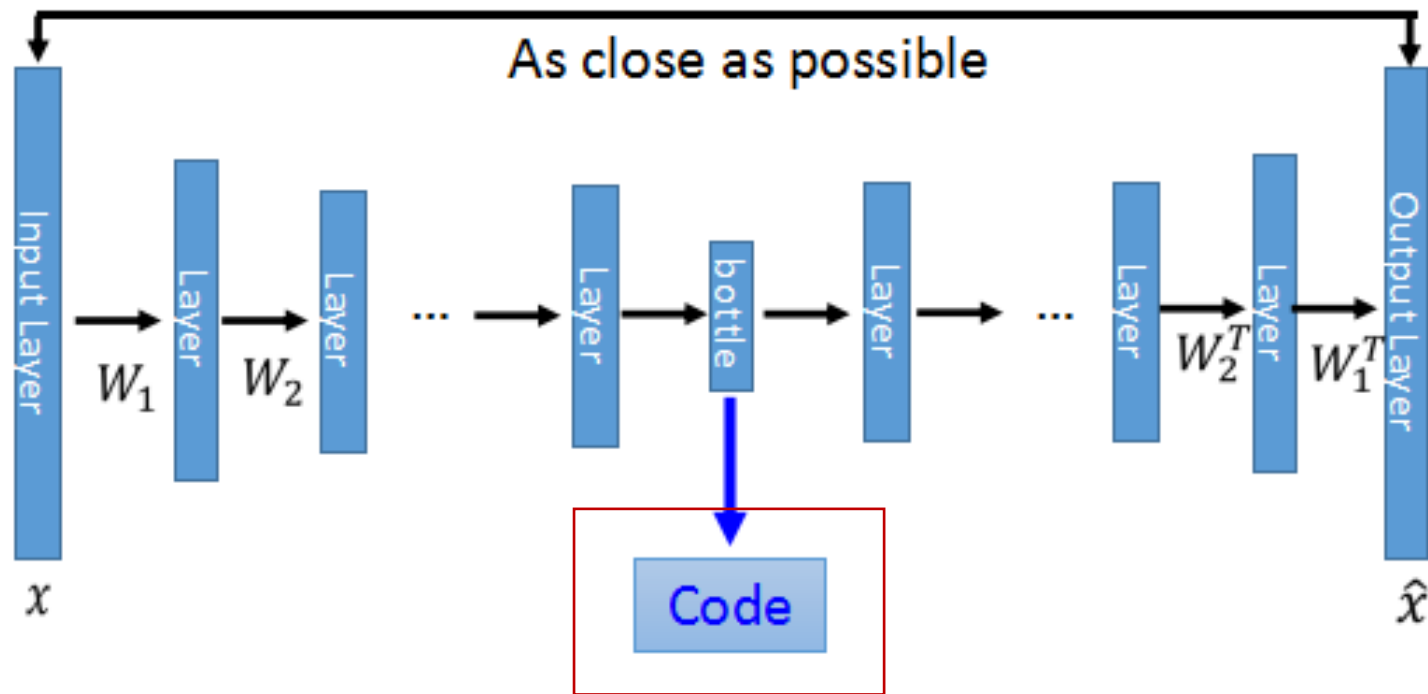 As close as possible
Input Layer
Layer
Layer
...
Layer
bottle
Layer
...
Layer
Layer
Output Layer
W₁
W₂
W₂ᵀ
W₁ᵀ
x
Code
x̂